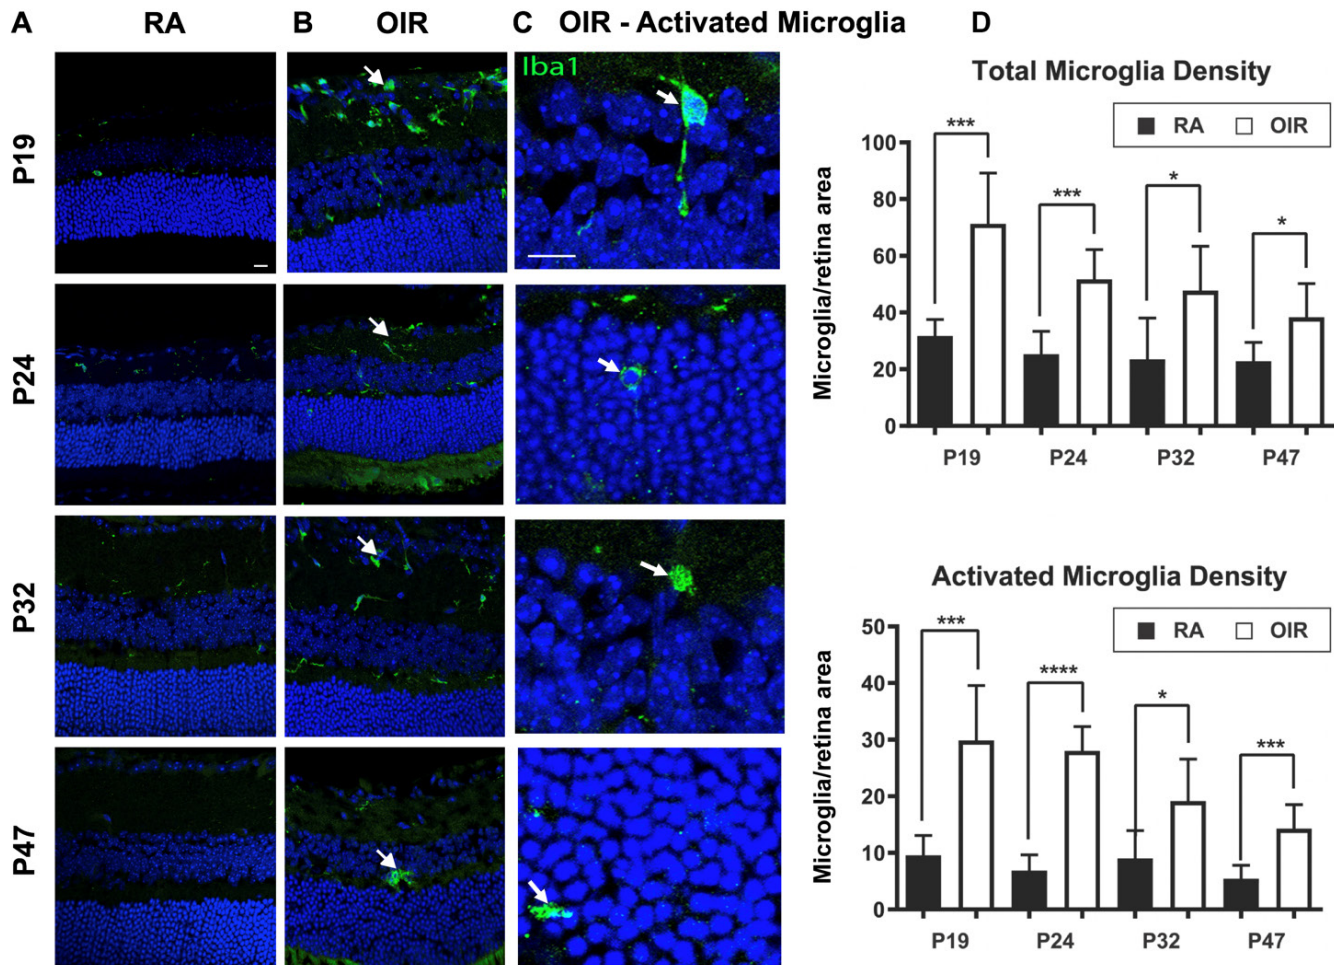 A RA B OIR C OIR - Activated Microglia D
P19
Iba1
P24
P32
P47
Total Microglia Density
RA OIR
Microglia/retina area
100
80
60
40
20
0
*** *** * *
P19 P24 P32 P47
Activated Microglia Density
RA OIR
Microglia/retina area
50
40
30
20
10
0
*** **** * ***
P19 P24 P32 P47